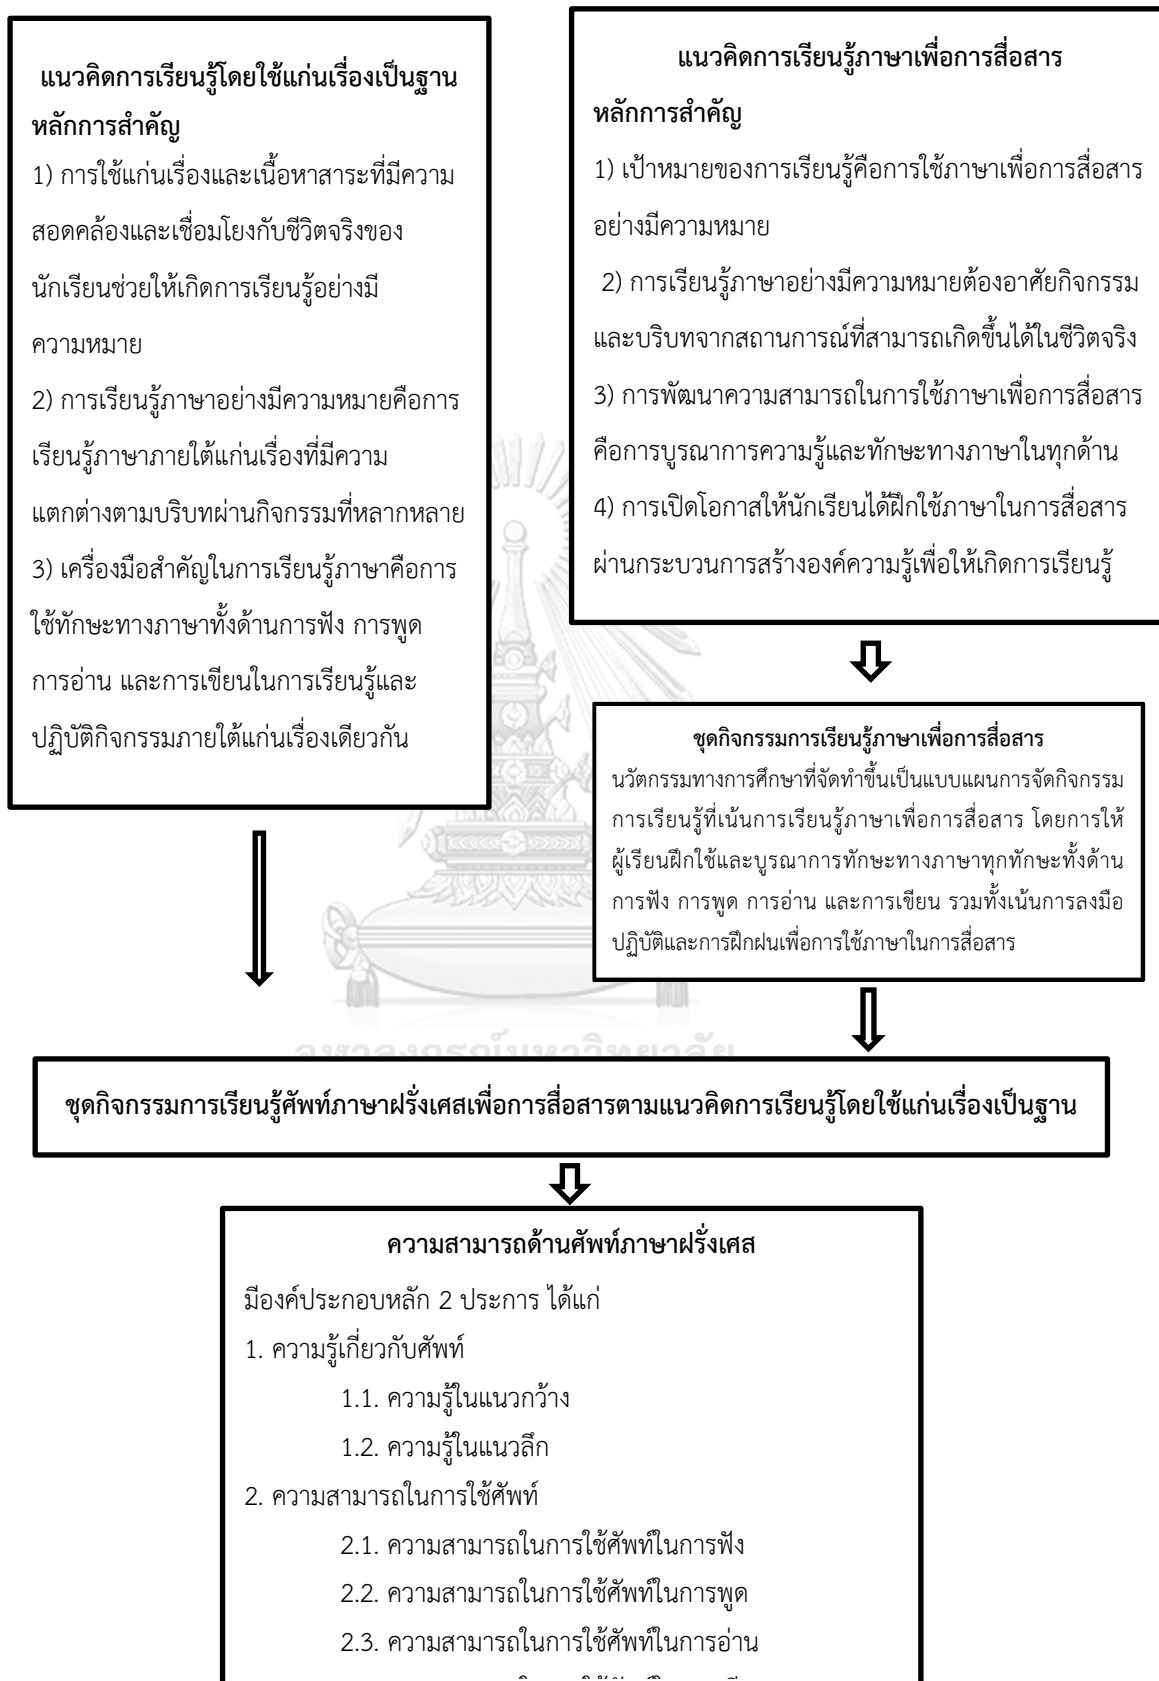 แนวคิดการเรียนรู้โดยใช้แก่นเรื่องเป็นฐาน
หลักการสำคัญ
1) การใช้แก่นเรื่องและเนื้อหาสาระที่มีความ
สอดคล้องและเชื่อมโยงกับชีวิตจริงของ
นักเรียนช่วยให้เกิดการเรียนรู้อย่างมี
ความหมาย
2) การเรียนรู้ภาษาอย่างมีความหมายคือการ
เรียนรู้ภาษาภายใต้แก่นเรื่องที่มีความ
แตกต่างตามบริบทผ่านกิจกรรมที่หลากหลาย
3) เครื่องมือสำคัญในการเรียนรู้ภาษาคือการ
ใช้ทักษะทางภาษาทั้งด้านการฟัง การพูด
การอ่าน และการเขียนในการเรียนรู้และ
ปฏิบัติกิจกรรมภายใต้แก่นเรื่องเดียวกัน
แนวคิดการเรียนรู้ภาษาเพื่อการสื่อสาร
หลักการสำคัญ
1) เป้าหมายของการเรียนรู้คือการใช้ภาษาเพื่อการสื่อสาร
อย่างมีความหมาย
2) การเรียนรู้ภาษาอย่างมีความหมายต้องอาศัยกิจกรรม
และบริบทจากสถานการณ์ที่สามารถเกิดขึ้นได้ในชีวิตจริง
3) การพัฒนาความสามารถในการใช้ภาษาเพื่อการสื่อสาร
คือการบูรณาการความรู้และทักษะทางภาษาในทุกด้าน
4) การเปิดโอกาสให้นักเรียนได้ฝึกใช้ภาษาในการสื่อสาร
ผ่านกระบวนการสร้างองค์ความรู้เพื่อให้เกิดการเรียนรู้
ชุดกิจกรรมการเรียนรู้ภาษาเพื่อการสื่อสาร
นวัตกรรมทางการศึกษาที่จัดทำขึ้นเป็นแบบแผนการจัดกิจกรรม
การเรียนรู้ที่เน้นการเรียนรู้ภาษาเพื่อการสื่อสาร โดยการให้
ผู้เรียนฝึกใช้และบูรณาการทักษะทางภาษาทุกทักษะทั้งด้าน
การฟัง การพูด การอ่าน และการเขียน รวมทั้งเน้นการลงมือ
ปฏิบัติและการฝึกฝนเพื่อการใช้ภาษาในการสื่อสาร
จุฬาลงกรณ์มหาวิทยาลัย
ชุดกิจกรรมการเรียนรู้ศัพท์ภาษาฝรั่งเศสเพื่อการสื่อสารตามแนวคิดการเรียนรู้โดยใช้แก่นเรื่องเป็นฐาน
ความสามารถด้านศัพท์ภาษาฝรั่งเศส
มีองค์ประกอบหลัก 2 ประการ ได้แก่
1. ความรู้เกี่ยวกับศัพท์
1.1. ความรู้ในแนวกว้าง
1.2. ความรู้ในแนวลึก
2. ความสามารถในการใช้ศัพท์
2.1. ความสามารถในการใช้ศัพท์ในการฟัง
2.2. ความสามารถในการใช้ศัพท์ในการพูด
2.3. ความสามารถในการใช้ศัพท์ในการอ่าน